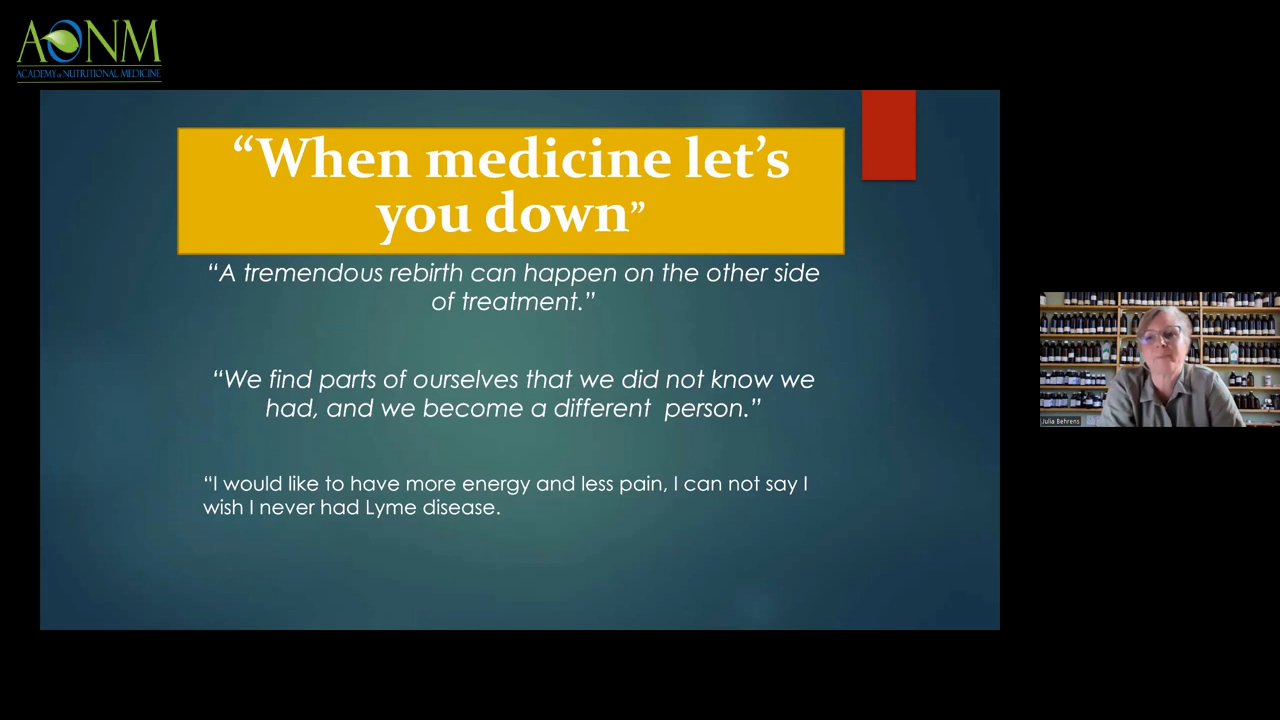 AONM
ACADEMY of NUTRITIONAL MEDICINE
“When medicine let’s
you down”
“A tremendous rebirth can happen on the other side
of treatment.”
“We find parts of ourselves that we did not know we
had, and we become a different person.”
“I would like to have more energy and less pain, I can not say I
wish I never had Lyme disease.
Julia Behrens